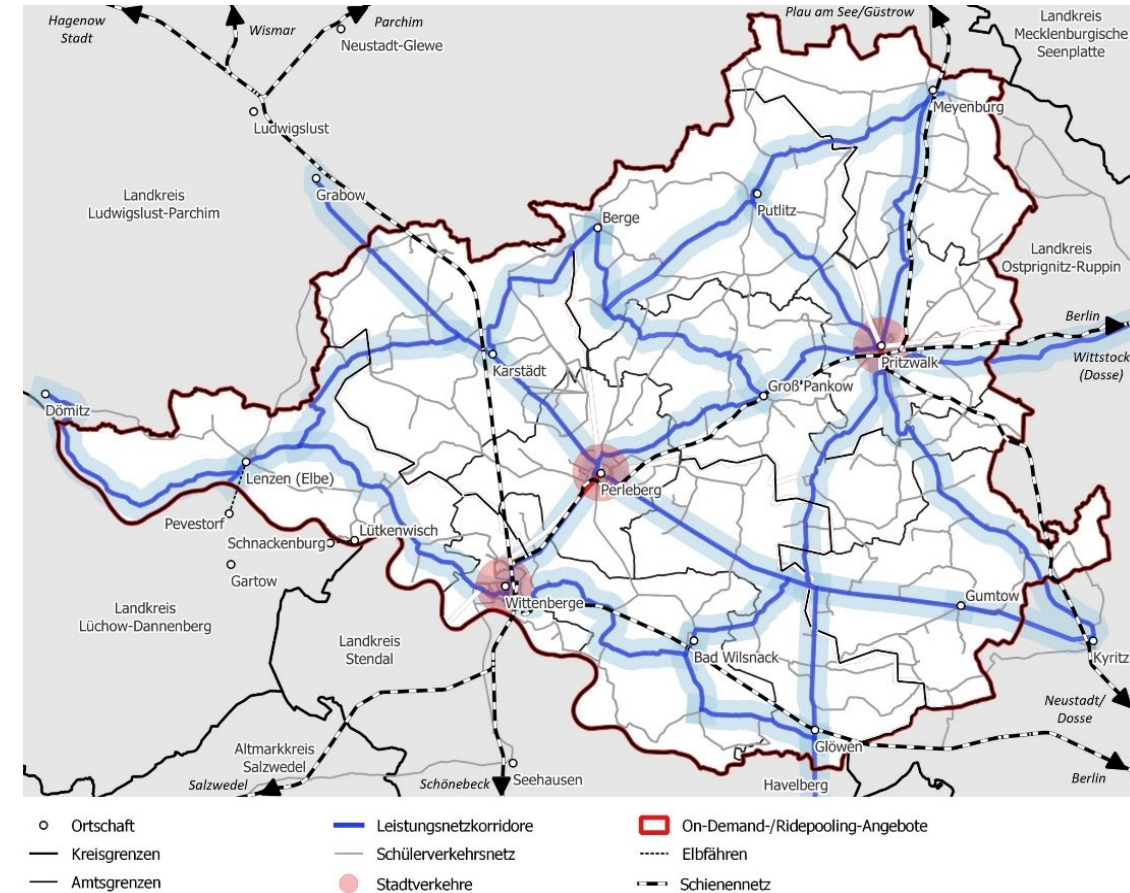 Hagenow
Stadt
Wismar
Parchim
Neustadt-Glewe
Plau am See/Güstrow
Landkreis
Mecklenburgische
Seenplatte
Ludwigslust
Meyenburg
Landkreis
Ludwigslust-Parchim
Grabow
Berge
Putlitz
Landkreis
Ostprignitz-Ruppin
Berlin
Wittstock
(Dosse)
Pritzwalk
Karstädt
Groß Pankow
Dömitz
Lenzen (Elbe)
Perleberg
Pevestorf
Schnackenburg
Lütkenwisch
Gartow
Wittenberge
Gumtow
Landkreis
Lüchow-Dannenberg
Landkreis
Stendal
Bad Wilsnack
Kyritz
Neustadt/
Dosse
Glöwen
Altmarkkreis
Salzwedel
Salzwedel
Schönebeck
Seehausen
Havelberg
Berlin
Ortschaft
Leistungsnetzkorridore
On-Demand-/Ridepooling-Angebote
Kreisgrenzen
Schülerverkehrsnetz
Elbfähren
Amtsgrenzen
Stadtverkehre
Schienennetz